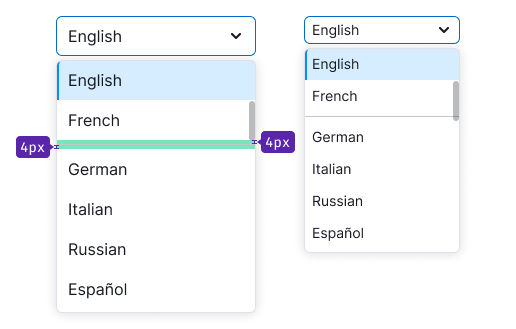 English
English
French
4px
4px
German
Italian
Russian
Español
English
English
French
German
Italian
Russian
Español